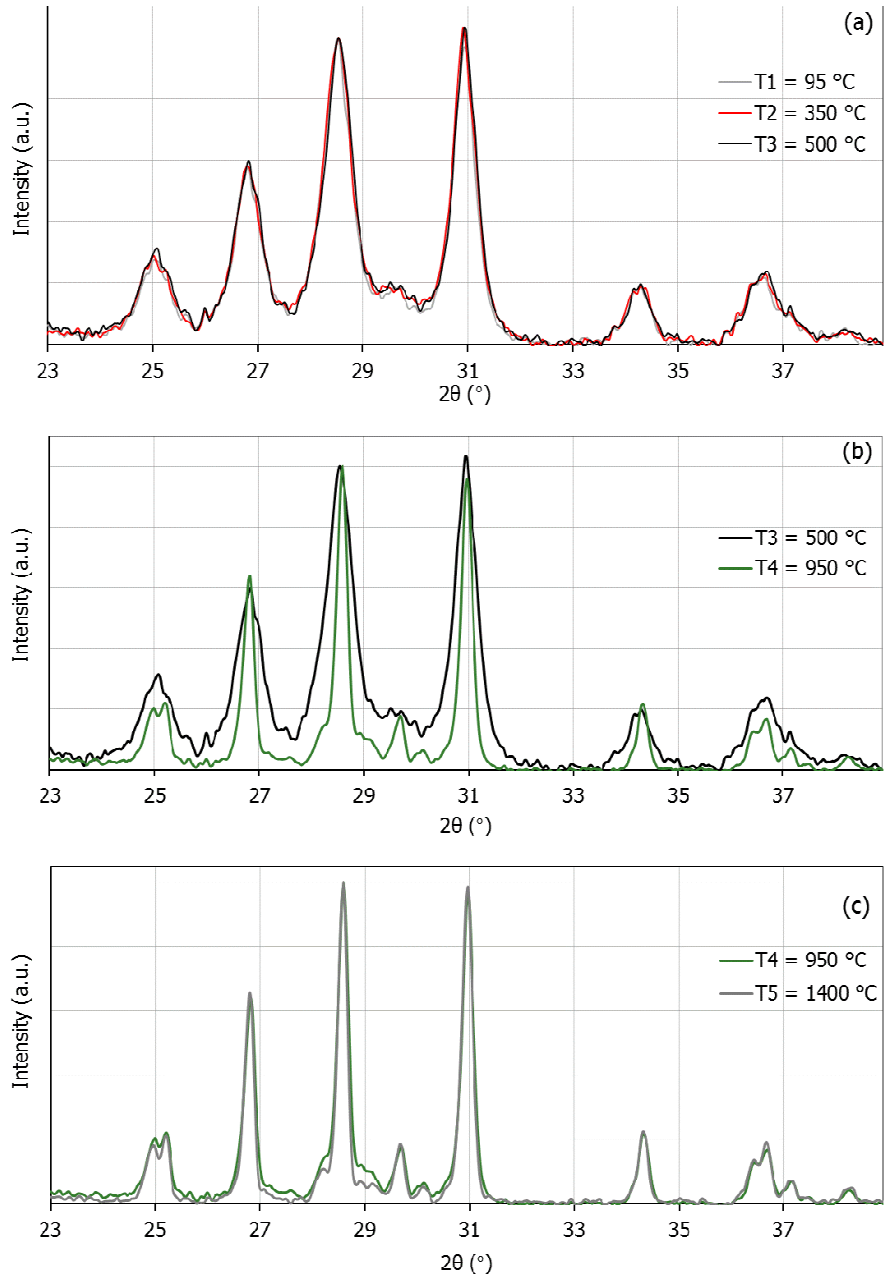 (a)
Intensity (a.u.)
T1 = 95 °C
T2 = 350 °C
T3 = 500 °C
23 25 27 29 31 33 35 37
2θ (°)
(b)
Intensity (a.u.)
T3 = 500 °C
T4 = 950 °C
23 25 27 29 31 33 35 37
2θ (°)
(c)
Intensity (a.u.)
T4 = 950 °C
T5 = 1400 °C
23 25 27 29 31 33 35 37
2θ (°)